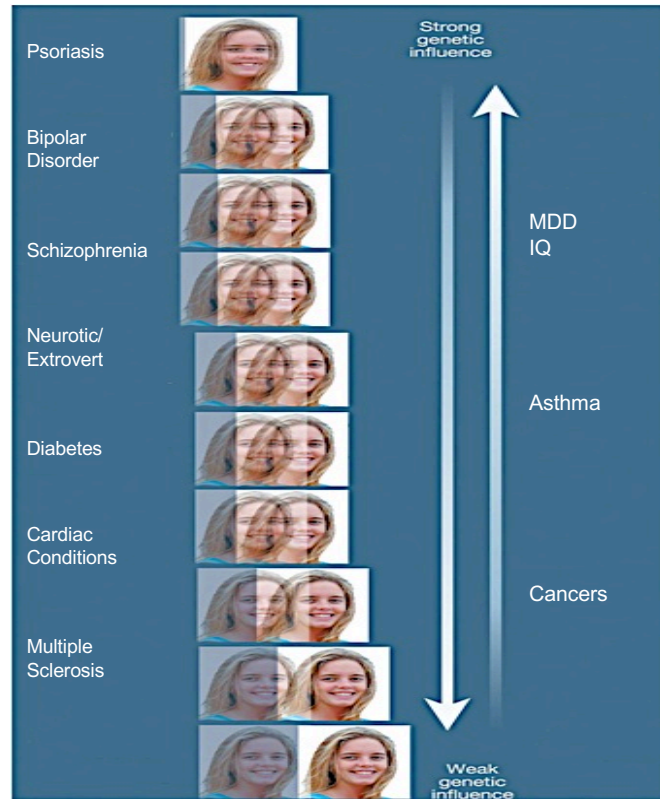 Strong
genetic
influence
Psoriasis
Bipolar
Disorder
MDD
IQ
Schizophrenia
Neurotic/
Extrovert
Asthma
Diabetes
Cardiac
Conditions
Cancers
Multiple
Sclerosis
Weak
genetic
influence